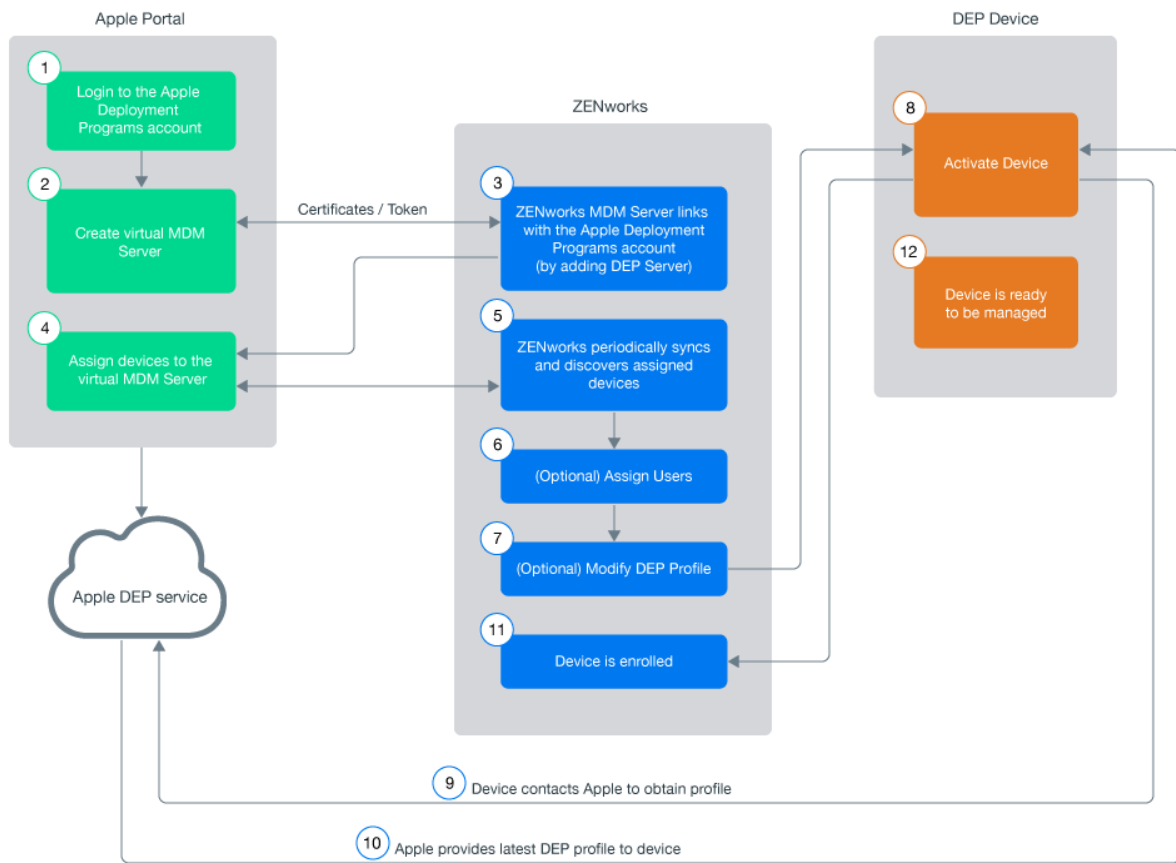 Apple Portal
1
Login to the Apple
Deployment
Programs account
2
Create virtual MDM
Server
4
Assign devices to the
virtual MDM Server
Apple DEP service
Certificates / Token
ZENworks
3
ZENworks MDM Server links
with the Apple Deployment
Programs account
(by adding DEP Server)
5
ZENworks periodically syncs
and discovers assigned
devices
6
(Optional) Assign Users
7
(Optional) Modify DEP Profile
11
Device is enrolled
DEP Device
8
Activate Device
12
Device is ready
to be managed
9 Device contacts Apple to obtain profile
10 Apple provides latest DEP profile to device